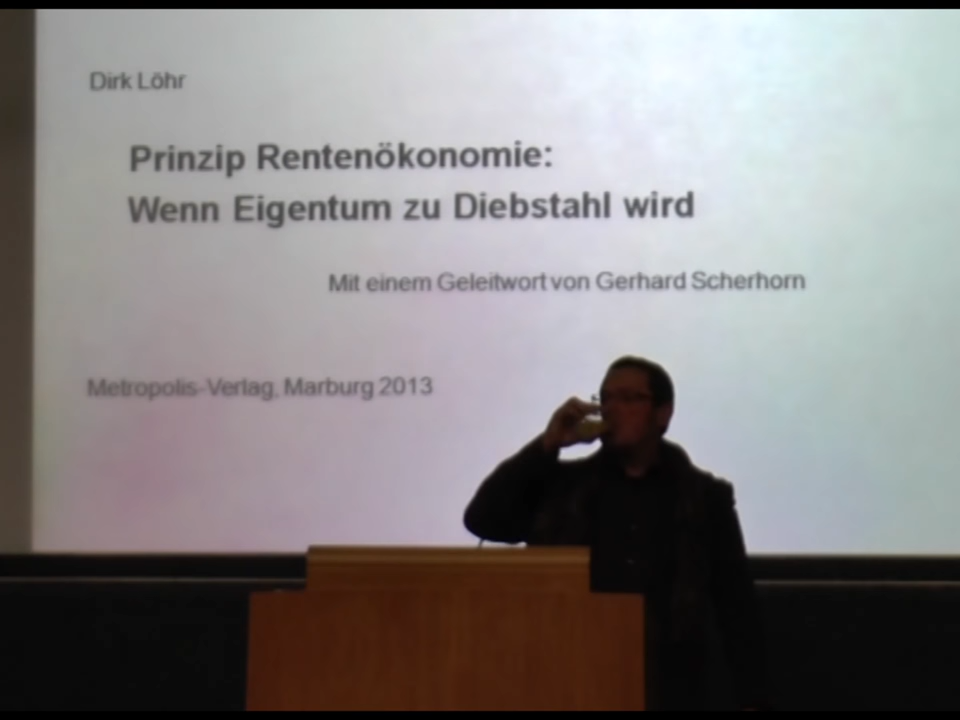 Dirk Löhr
Prinzip Rentenökonomie:
Wenn Eigentum zu Diebstahl wird
Mit einem Geleitwort von Gerhard Scherhorn
Metropolis-Verlag, Marburg 2013